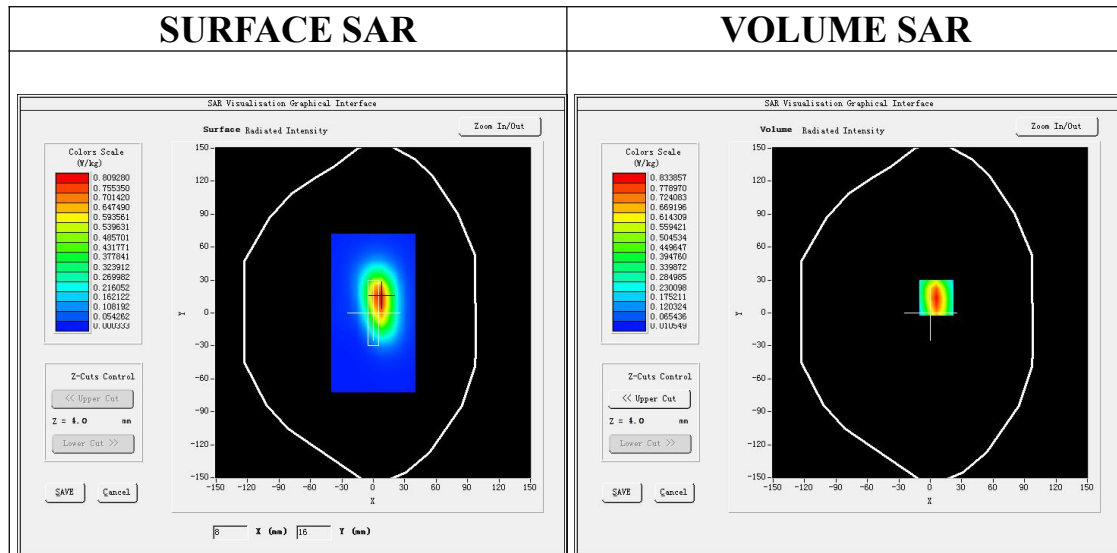 SURFACE SAR
VOLUME SAR
SAR Visualisation Graphical Interface
Surface Radiated Intensity
Zoom In/Out
Colors Scale
(W/kg)
0.809280
0.755350
0.701420
0.647490
0.593561
0.539631
0.485701
0.431771
0.377841
0.323912
0.269982
0.216052
0.162122
0.108192
0.054262
0.000333
150
120
90
60
30
0
-30
-60
-90
-120
-150
Y
-150 -120 -90 -60 -30 0 30 60 90 120 150
X
Z-Cuts Control
<< Upper Cut
Z = 4.0 mm
Lower Cut >>
SAVE Cancel
8 X (mm) 16 Y (mm)
SAR Visualisation Graphical Interface
Volume Radiated Intensity
Zoom In/Out
Colors Scale
(W/kg)
0.833857
0.778970
0.724083
0.669196
0.614309
0.559421
0.504534
0.449647
0.394760
0.339872
0.284985
0.230098
0.175211
0.120324
0.065436
0.010549
150
120
90
60
30
0
-30
-60
-90
-120
-150
Y
-150 -120 -90 -60 -30 0 30 60 90 120 150
X
Z-Cuts Control
<< Upper Cut
Z = 4.0 mm
Lower Cut >>
SAVE Cancel